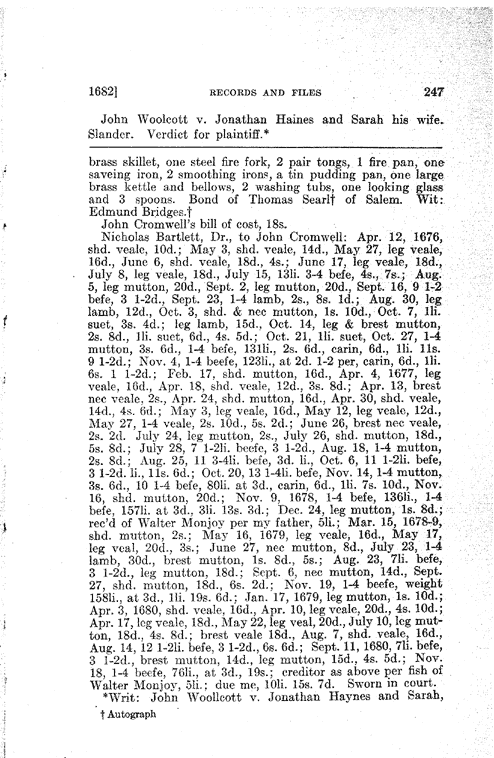 1682] RECORDS AND FILES 247
John Woolcott v. Jonathan Haines and Sarah his wife.
Slander. Verdict for plaintiff.*
brass skillet, one steel fire fork, 2 pair tongs, 1 fire pan, one
saveing iron, 2 smoothing irons, a tin pudding pan, one large
brass kettle and bellows, 2 washing tubs, one looking glass
and 3 spoons. Bond of Thomas Searl† of Salem. Wit:
Edmund Bridges.†
John Cromwell's bill of cost, 18s.
Nicholas Bartlett, Dr., to John Cromwell: Apr. 12, 1676,
shd. veale, 10d.; May 3, shd. veale, 14d., May 27, leg veale,
16d., June 6, shd. veale, 18d., 4s.; June 17, leg veale, 18d.,
July 8, leg veale, 18d., July 15, 13li. 3-4 befe, 4s., 7s.; Aug.
5, leg mutton, 20d., Sept. 2, leg mutton, 20d., Sept. 16, 9 1-2
befe, 3 1-2d., Sept. 23, 1-4 lamb, 2s., 8s. 1d.; Aug. 30, leg
lamb, 12d., Oct. 3, shd. & nec mutton, 1s. 10d., Oct. 7, 1li.
suet, 3s. 4d.; leg lamb, 15d., Oct. 14, leg & brest mutton,
2s. 8d., 1li. suet, 6d., 4s. 5d.; Oct. 21, 1li. suet, Oct. 27, 1-4
mutton, 3s. 6d., 1-4 befe, 131li., 2s. 6d., carin, 6d., 1li. 11s.
9 1-2d.; Nov. 4, 1-4 beefe, 123li., at 2d. 1-2 per, carin, 6d., 1li.
6s. 1 1-2d.; Feb. 17, shd. mutton, 16d., Apr. 4, 1677, leg
veale, 16d., Apr. 18, shd. veale, 12d., 3s. 8d.; Apr. 13, brest
nec veale, 2s., Apr. 24, shd. mutton, 16d., Apr. 30, shd. veale,
14d., 4s. 6d.; May 3, leg veale, 16d., May 12, leg veale, 12d.,
May 27, 1-4 veale, 2s. 10d., 5s. 2d.; June 26, brest nec veale,
2s. 2d. July 24, leg mutton, 2s., July 26, shd. mutton, 18d.,
5s. 8d.; July 28, 7 1-2li. beefe, 3 1-2d., Aug. 18, 1-4 mutton,
2s. 8d.; Aug. 25, 11 3-4li. befe, 3d. li., Oct. 6, 11 1-2li. befe,
3 1-2d. li., 11s. 6d.; Oct. 20, 13 1-4li. befe, Nov. 14, 1-4 mutton,
3s. 6d., 10 1-4 befe, 80li. at 3d., carin, 6d., 1li. 7s. 10d., Nov.
16, shd. mutton, 20d.; Nov. 9, 1678, 1-4 befe, 136li., 1-4
befe, 157li. at 3d., 3li. 13s. 3d.; Dec. 24, leg mutton, 1s. 8d.;
rec'd of Walter Monjoy per my father, 5li.; Mar. 15, 1678-9,
shd. mutton, 2s.; May 16, 1679, leg veale, 16d., May 17,
leg veal, 20d., 3s.; June 27, nec mutton, 8d., July 23, 1-4
lamb, 30d., brest mutton, 1s. 8d., 5s.; Aug. 23, 7li. befe,
3 1-2d., leg mutton, 18d.; Sept. 6, nec mutton, 14d., Sept.
27, shd. mutton, 18d., 6s. 2d.; Nov. 19, 1-4 beefe, weight
158li., at 3d., 1li. 19s. 6d.; Jan. 17, 1679, leg mutton, 1s. 10d.;
Apr. 3, 1680, shd. veale, 16d., Apr. 10, leg veale, 20d., 4s. 10d.;
Apr. 17, leg veale, 18d., May 22, leg veal, 20d., July 10, leg mut-
ton, 18d., 4s. 8d.; brest veale 18d., Aug. 7, shd. veale, 16d.,
Aug. 14, 12 1-2li. befe, 3 1-2d., 6s. 6d.; Sept. 11, 1680, 7li. befe,
3 1-2d., brest mutton, 14d., leg mutton, 15d., 4s. 5d.; Nov.
18, 1-4 beefe, 76li., at 3d., 19s.; creditor as above per fish of
Walter Monjoy, 5li.; due me, 10li. 15s. 7d. Sworn in court.
*Writ: John Woollcott v. Jonathan Haynes and Sarah,
† Autograph